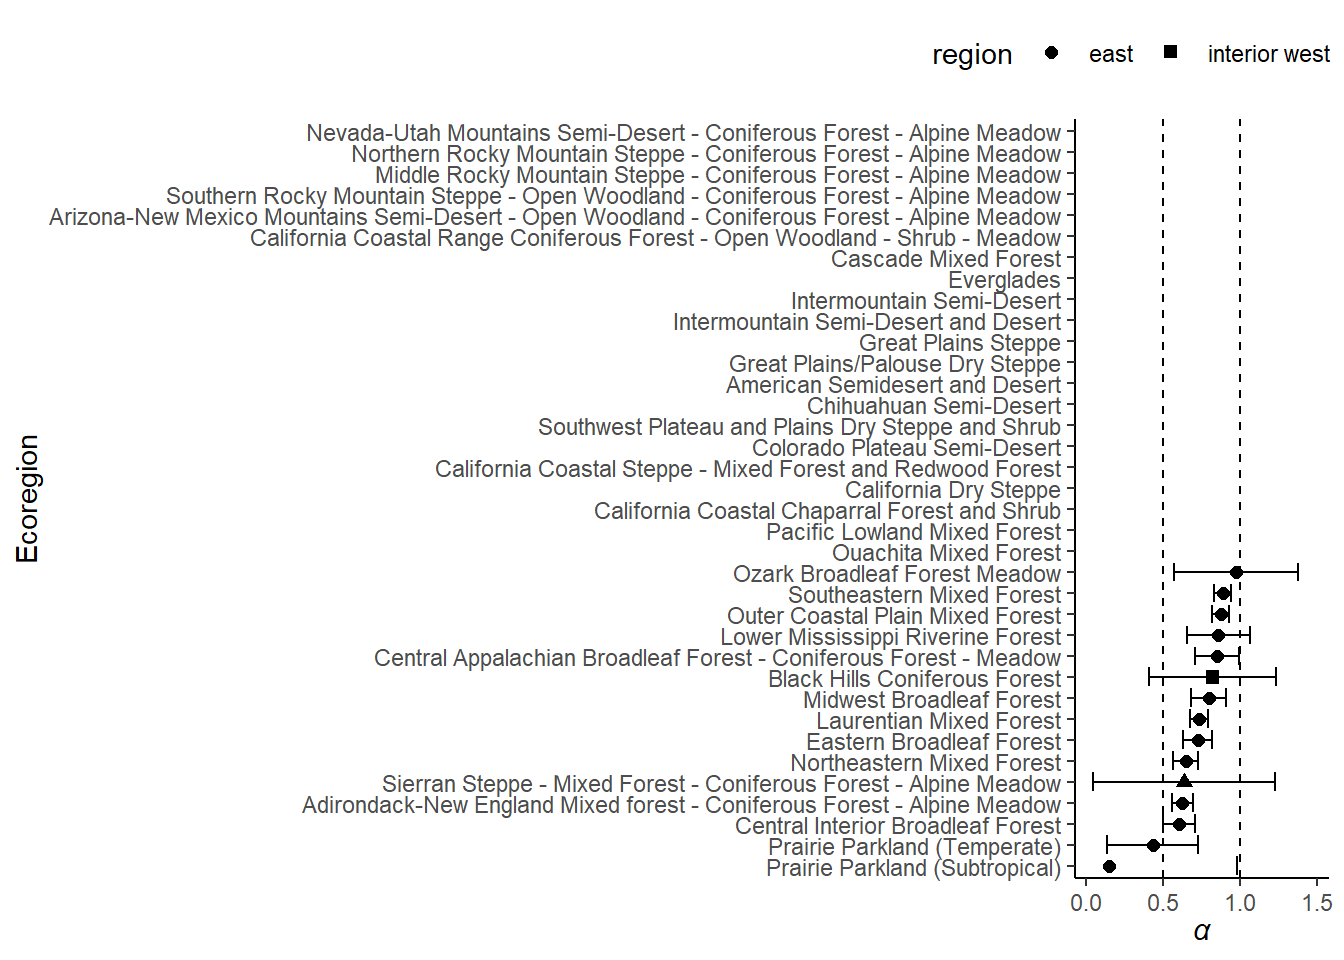 region east interior west
Nevada-Utah Mountains Semi-Desert - Coniferous Forest - Alpine Meadow
Northern Rocky Mountain Steppe - Coniferous Forest - Alpine Meadow
Middle Rocky Mountain Steppe - Coniferous Forest - Alpine Meadow
Southern Rocky Mountain Steppe - Open Woodland - Coniferous Forest - Alpine Meadow
Arizona-New Mexico Mountains Semi-Desert - Open Woodland - Coniferous Forest - Alpine Meadow
California Coastal Range Coniferous Forest - Open Woodland - Shrub - Meadow
Cascade Mixed Forest
Everglades
Intermountain Semi-Desert
Intermountain Semi-Desert and Desert
Great Plains Steppe
Great Plains/Palouse Dry Steppe
American Semidesert and Desert
Chihuahuan Semi-Desert
Southwest Plateau and Plains Dry Steppe and Shrub
Colorado Plateau Semi-Desert
California Coastal Steppe - Mixed Forest and Redwood Forest
California Dry Steppe
California Coastal Chaparral Forest and Shrub
Pacific Lowland Mixed Forest
Ouachita Mixed Forest
Ozark Broadleaf Forest Meadow
Southeastern Mixed Forest
Outer Coastal Plain Mixed Forest
Lower Mississippi Riverine Forest
Central Appalachian Broadleaf Forest - Coniferous Forest - Meadow
Black Hills Coniferous Forest
Midwest Broadleaf Forest
Laurentian Mixed Forest
Eastern Broadleaf Forest
Northeastern Mixed Forest
Sierran Steppe - Mixed Forest - Coniferous Forest - Alpine Meadow
Adirondack-New England Mixed forest - Coniferous Forest - Alpine Meadow
Central Interior Broadleaf Forest
Prairie Parkland (Temperate)
Prairie Parkland (Subtropical)
Ecoregion
0.0 0.5 1.0 1.5
α